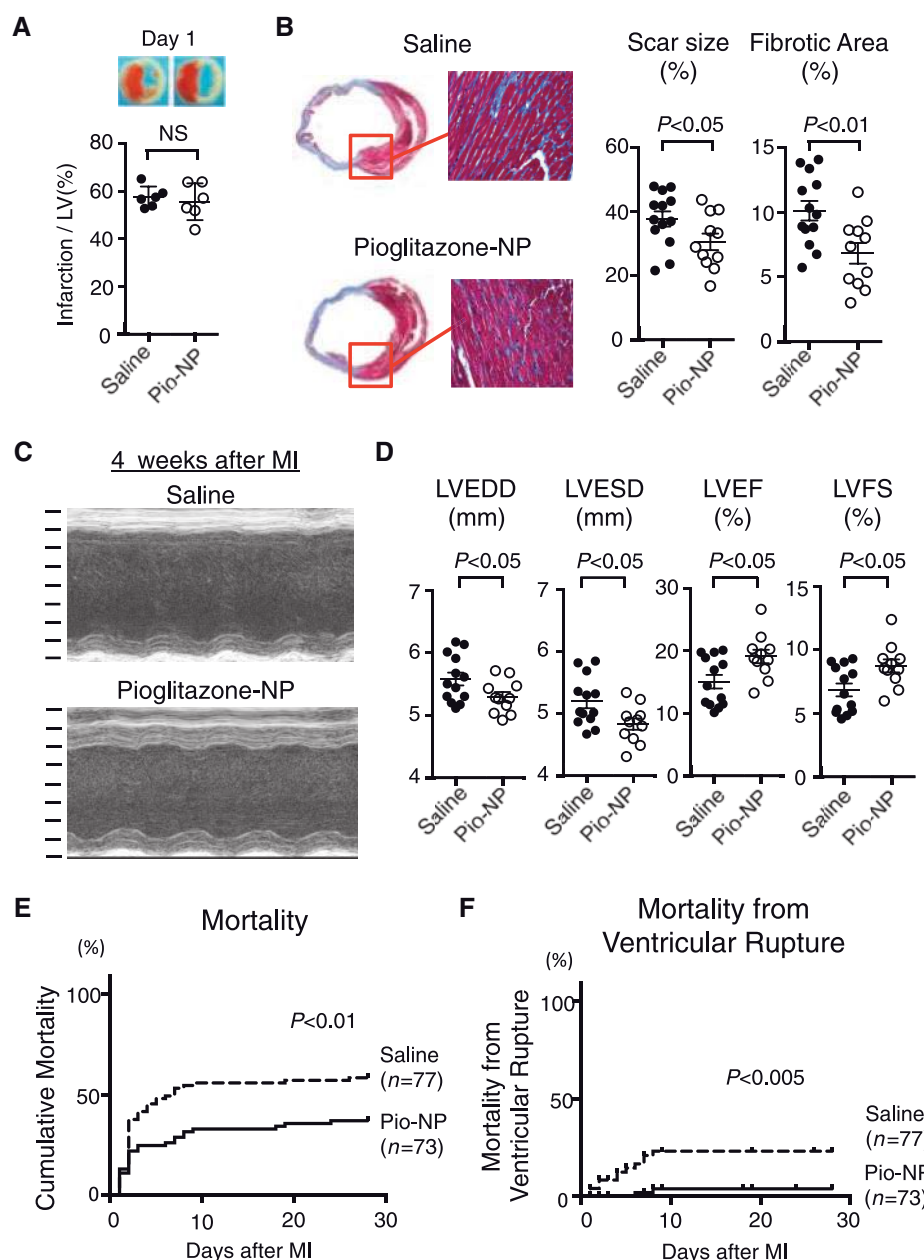 A
Day 1
NS
Infarction / LV(%)
80
60
40
20
0
Saline
Pio-NP
B
Saline
Pioglitazone-NP
Scar size
(%)
P<0.05
60
40
20
0
Saline
Pio-NP
Fibrotic Area
(%)
P<0.01
15
10
5
0
Saline
Pio-NP
C
4 weeks after MI
Saline
Pioglitazone-NP
D
LVEDD
(mm)
P<0.05
7
6
5
4
Saline
Pio-NP
LVESD
(mm)
P<0.05
7
6
5
4
Saline
Pio-NP
LVEF
(%)
P<0.05
30
20
10
0
Saline
Pio-NP
LVFS
(%)
P<0.05
15
10
5
0
Saline
Pio-NP
E
Mortality
(%)
Cumulative Mortality
100
50
0
P<0.01
Saline
(n=77)
Pio-NP
(n=73)
0
10
20
30
Days after MI
F
Mortality from
Ventricular Rupture
(%)
Mortality from
Ventricular Rupture
100
50
0
P<0.005
Saline
(n=77
Pio-NP
(n=73)
0
10
20
30
Days after MI